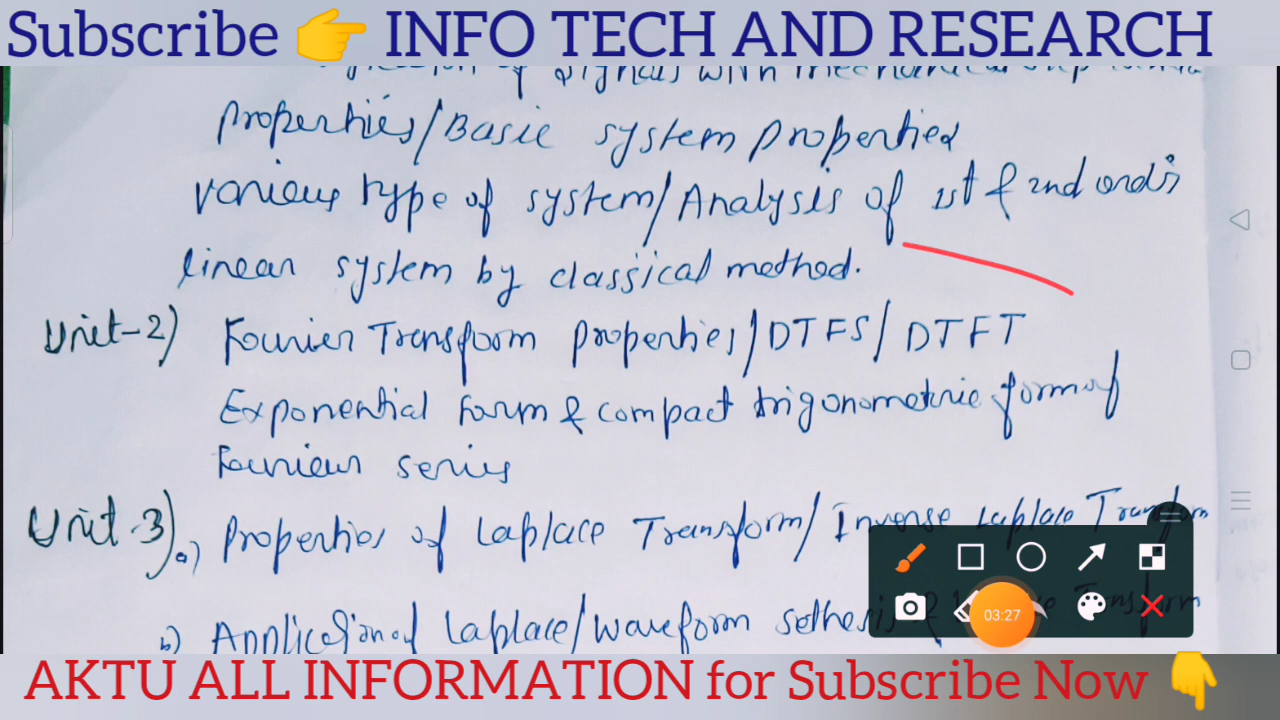 Subscribe 👉 INFO TECH AND RESEARCH
of signals with
properties/Basic system properties
various type of system/Analysis of 1st & 2nd order
linear system by classical method.
Unit-2) Fourier Transform properties/DTFS/DTFT
Exponential form & compact trigonometric form of
Fourier series
Unit-3) a) Properties of Laplace Transform/Inverse Laplace Transform
b) Application of Laplace/waveform
03:27
AKTU ALL INFORMATION for Subscribe Now 👇